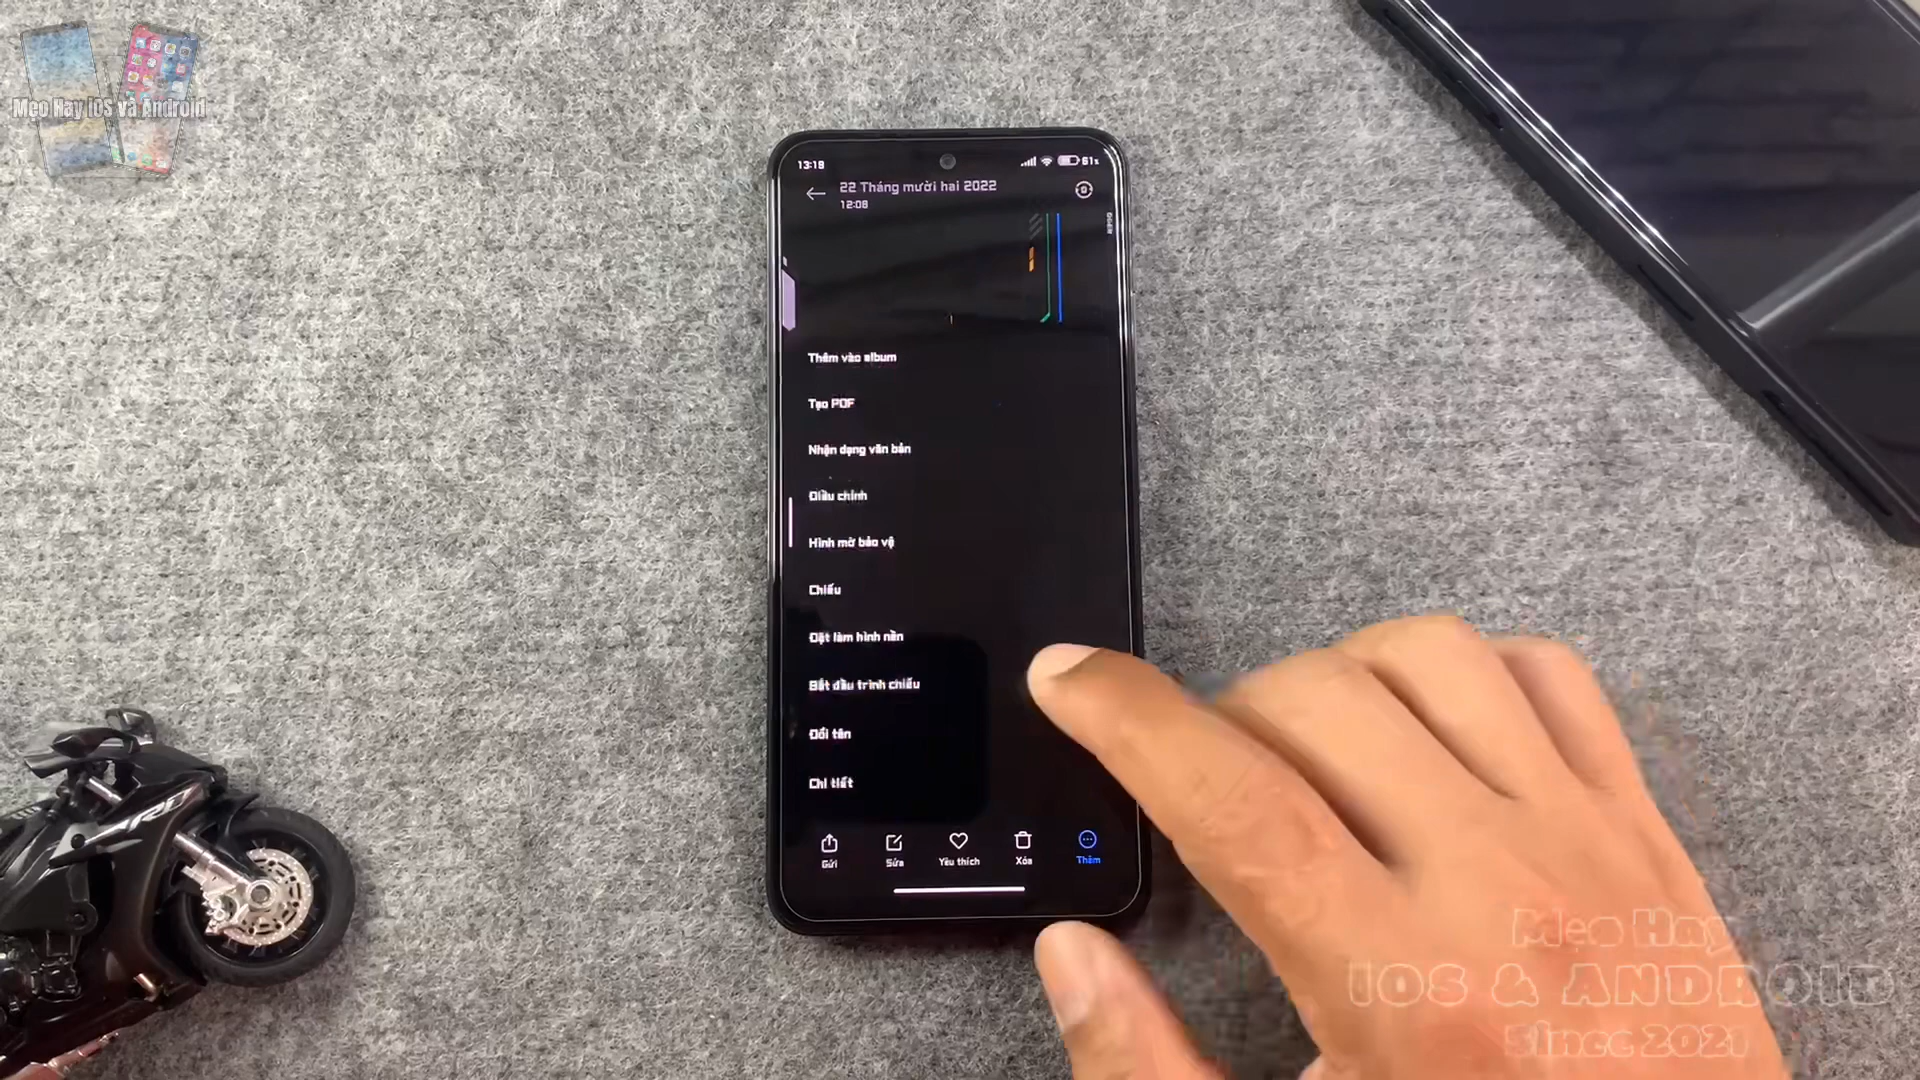 Mẹo Hay iOS và Android
13:19
61%
22 Tháng mười hai 2022
12:08
Thêm vào album
Tạo PDF
Nhận dạng văn bản
Điều chỉnh
Hình mờ bảo vệ
Chiếu
Đặt làm hình nền
Bắt đầu trình chiếu
Đổi tên
Chi tiết
Gửi
Sửa
Yêu thích
Xóa
Thêm
Mẹo Hay
IOS & ANDROID
Since 2021